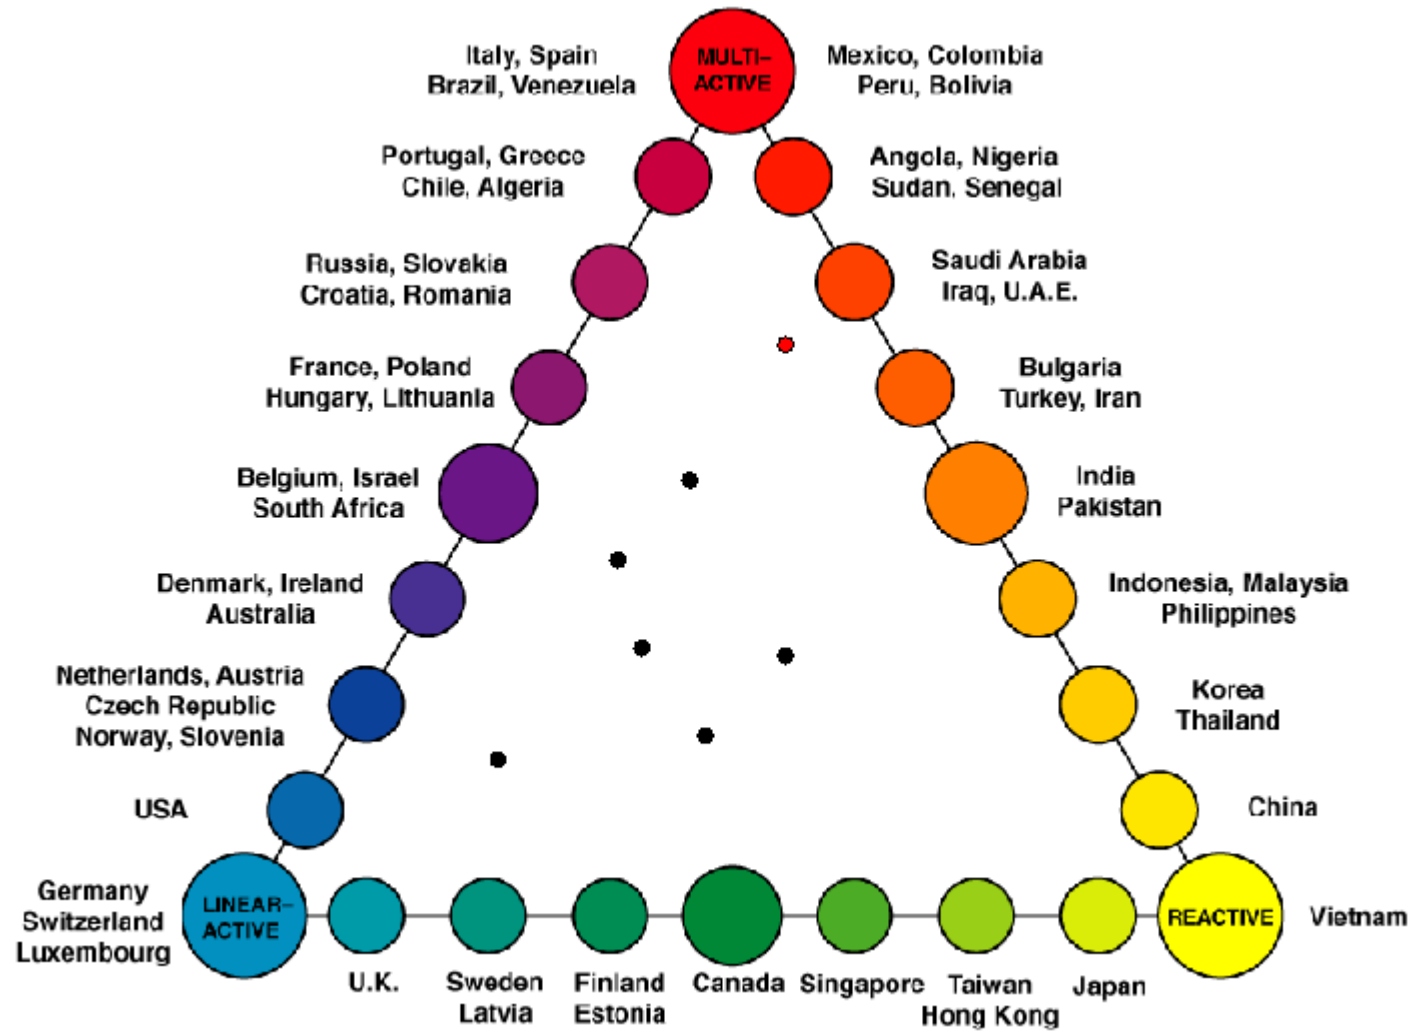 Italy, Spain
Brazil, Venezuela
MULTI-
ACTIVE
Mexico, Colombia
Peru, Bolivia
Portugal, Greece
Chile, Algeria
Angola, Nigeria
Sudan, Senegal
Russia, Slovakia
Croatia, Romania
Saudi Arabia
Iraq, U.A.E.
France, Poland
Hungary, Lithuania
Bulgaria
Turkey, Iran
Belgium, Israel
South Africa
India
Pakistan
Denmark, Ireland
Australia
Indonesia, Malaysia
Philippines
Netherlands, Austria
Czech Republic
Norway, Slovenia
Korea
Thailand
USA
China
Germany
Switzerland
Luxembourg
LINEAR-
ACTIVE
REACTIVE
Vietnam
U.K.
Sweden
Latvia
Finland
Estonia
Canada
Singapore
Taiwan
Hong Kong
Japan